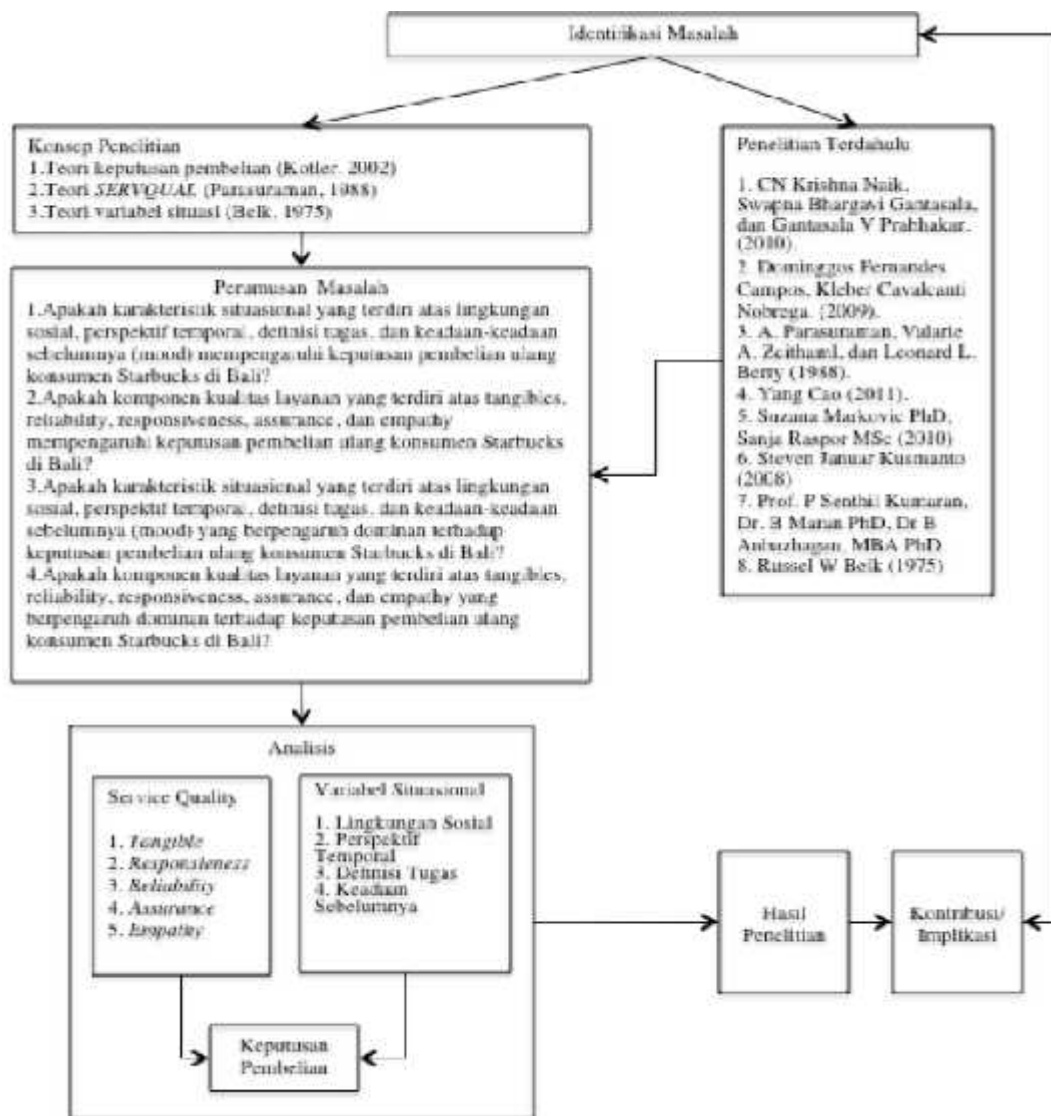 Identifikasi Masalah
Konsep Penelitian
1.Teori keputusan pembelian (Kotler. 2002)
2.Teori SERVQUAL (Parasuraman, 1988)
3.Teori variabel situasi (Belk. 1975)
Penelitian Terdahulu
1. CN Krishna Naik.
Swapna Bhargavi Gantasala,
dan Gantasala V Prabhakar.
(2010).
2. Dominggos Fernandes
Campos, Kleber Cavalcanti
Nobrega. (2009).
3. A. Parasuraman, Valarie
A. Zeithaml, dan Leonard L.
Berry (1988).
4. Yang Cao (2011).
5. Suzana Markovic PhD,
Sanja Raspor MSc (2010)
6. Steven Januar Kusmanto
(2008)
7. Prof. P Senthil Kumaran,
Dr. B Maran PhD, Dr B
Anbuzhagan, MBA PhD
8. Russel W Belk (1975)
Perumusan Masalah
1.Apakah karakteristik situasional yang terdiri atas lingkungan
sosial, perspektif temporal, definisi tugas, dan keadaan-keadaan
sebelumnya (mood) mempengaruhi keputusan pembelian ulang
konsumen Starbucks di Bali?
2.Apakah komponen kualitas layanan yang terdiri atas tangibles,
reliability, responsiveness, assurance, dan empathy
mempengaruhi keputusan pembelian ulang konsumen Starbucks
di Bali?
3.Apakah karakteristik situasional yang terdiri atas lingkungan
sosial, perspektif temporal, definisi tugas, dan keadaan-keadaan
sebelumnya (mood) yang berpengaruh dominan terhadap
keputusan pembelian ulang konsumen Starbucks di Bali?
4.Apakah komponen kualitas layanan yang terdiri atas tangibles,
reliability, responsiveness, assurance, dan empathy yang
berpengaruh dominan terhadap keputusan pembelian ulang
konsumen Starbucks di Bali?
Analisis
Service Quality
1. Tangible
2. Responsieness
3. Reliability
4. Assurance
5. Empathy
Variabel Situasional
1. Lingkungan Sosial
2. Perspektif
Temporal
3. Definisi Tugas
4. Keadaan
Sebelumnya
Keputusan
Pembelian
Hasil
Penelitian
Kontribusi/
Implikasi